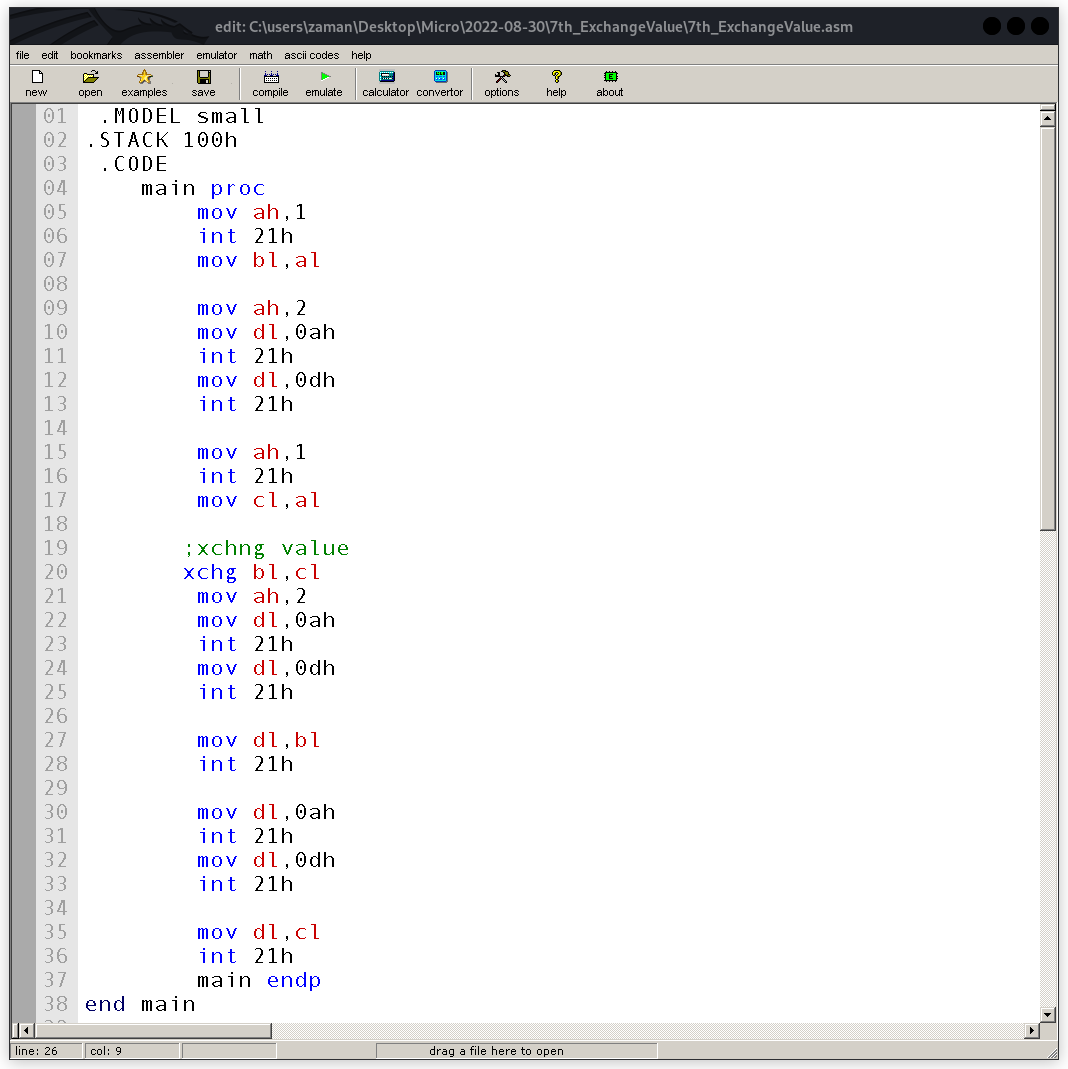 edit: C:\users\zaman\Desktop\Micro\2022-08-30\7th_ExchangeValue\7th_ExchangeValue.asm
file edit bookmarks assembler emulator math ascii codes help
new open examples save compile emulate calculator convertor options help about
01 .MODEL small
02 .STACK 100h
03 .CODE
04 main proc
05 mov ah,1
06 int 21h
07 mov bl,al
08
09 mov ah,2
10 mov dl,0ah
11 int 21h
12 mov dl,0dh
13 int 21h
14
15 mov ah,1
16 int 21h
17 mov cl,al
18
19 ;xchng value
20 xchg bl,cl
21 mov ah,2
22 mov dl,0ah
23 int 21h
24 mov dl,0dh
25 int 21h
26
27 mov dl,bl
28 int 21h
29
30 mov dl,0ah
31 int 21h
32 mov dl,0dh
33 int 21h
34
35 mov dl,cl
36 int 21h
37 main endp
38 end main
line: 26 col: 9 drag a file here to open